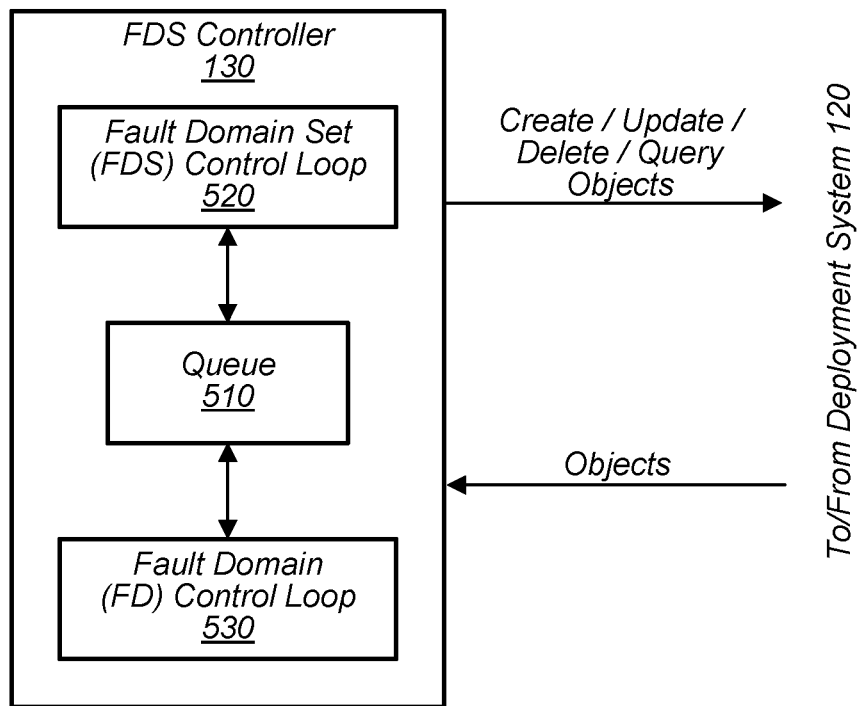 FDS Controller
130
Fault Domain Set
(FDS) Control Loop
520
Queue
510
Fault Domain
(FD) Control Loop
530
Create / Update /
Delete / Query
Objects
Objects
To/From Deployment System 120